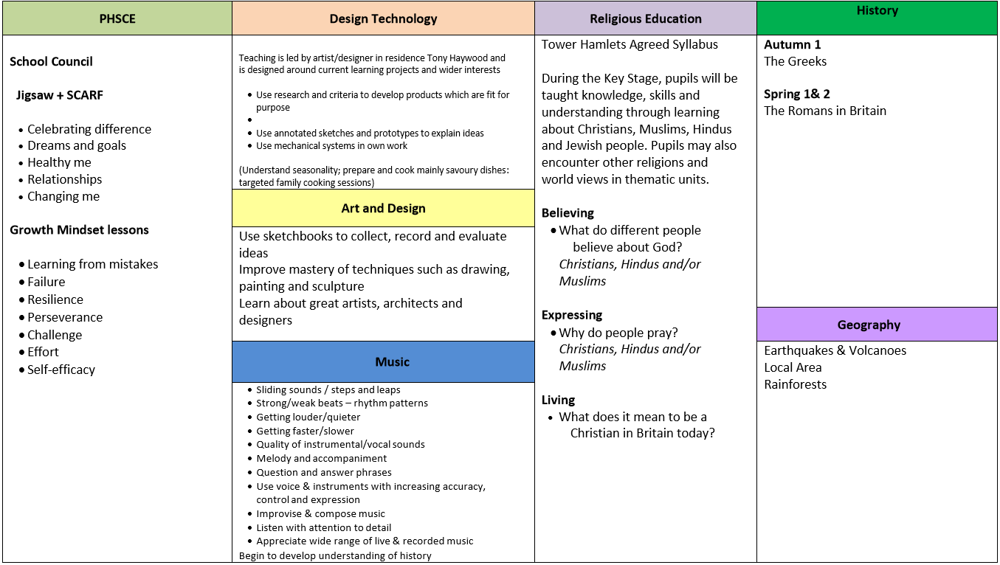 PHSCE
School Council
Jigsaw + SCARF
• Celebrating difference
• Dreams and goals
• Healthy me
• Relationships
• Changing me
Growth Mindset lessons
• Learning from mistakes
• Failure
• Resilience
• Perseverance
• Challenge
• Effort
• Self-efficacy
Design Technology
Teaching is led by artist/designer in residence Tony Haywood and
is designed around current learning projects and wider interests
• Use research and criteria to develop products which are fit for
purpose
•
• Use annotated sketches and prototypes to explain ideas
• Use mechanical systems in own work
(Understand seasonality; prepare and cook mainly savoury dishes:
targeted family cooking sessions)
Art and Design
Use sketchbooks to collect, record and evaluate
ideas
Improve mastery of techniques such as drawing,
painting and sculpture
Learn about great artists, architects and
designers
Music
• Sliding sounds / steps and leaps
• Strong/weak beats – rhythm patterns
• Getting louder/quieter
• Getting faster/slower
• Quality of instrumental/vocal sounds
• Melody and accompaniment
• Question and answer phrases
• Use voice & instruments with increasing accuracy,
control and expression
• Improvise & compose music
• Listen with attention to detail
• Appreciate wide range of live & recorded music
Begin to develop understanding of history
Religious Education
Tower Hamlets Agreed Syllabus
During the Key Stage, pupils will be
taught knowledge, skills and
understanding through learning
about Christians, Muslims, Hindus
and Jewish people. Pupils may also
encounter other religions and
world views in thematic units.
Believing
• What do different people
believe about God?
Christians, Hindus and/or
Muslims
Expressing
• Why do people pray?
Christians, Hindus and/or
Muslims
Living
• What does it mean to be a
Christian in Britain today?
History
Autumn 1
The Greeks
Spring 1& 2
The Romans in Britain
Geography
Earthquakes & Volcanoes
Local Area
Rainforests